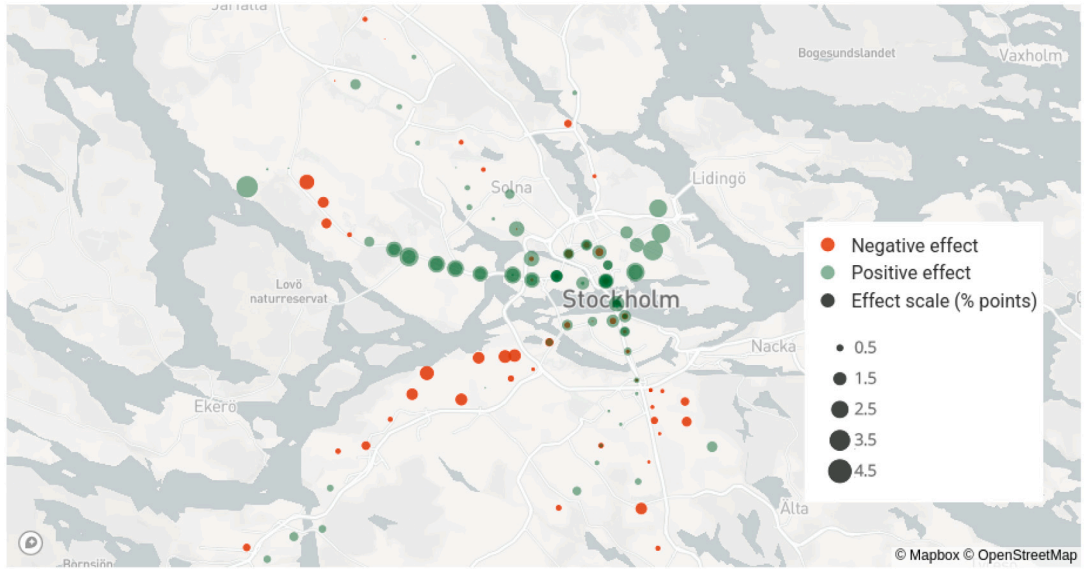 Järfälla
Bogesundslandet
Vaxholm
Solna
Lidingö
Negative effect
Positive effect
Effect scale (% points)
Lovö
naturreservat
Stockholm
0.5
Nacka
1.5
Ekerö
2.5
3.5
4.5
Älta
© Mapbox © OpenStreetMap
Bornsjön